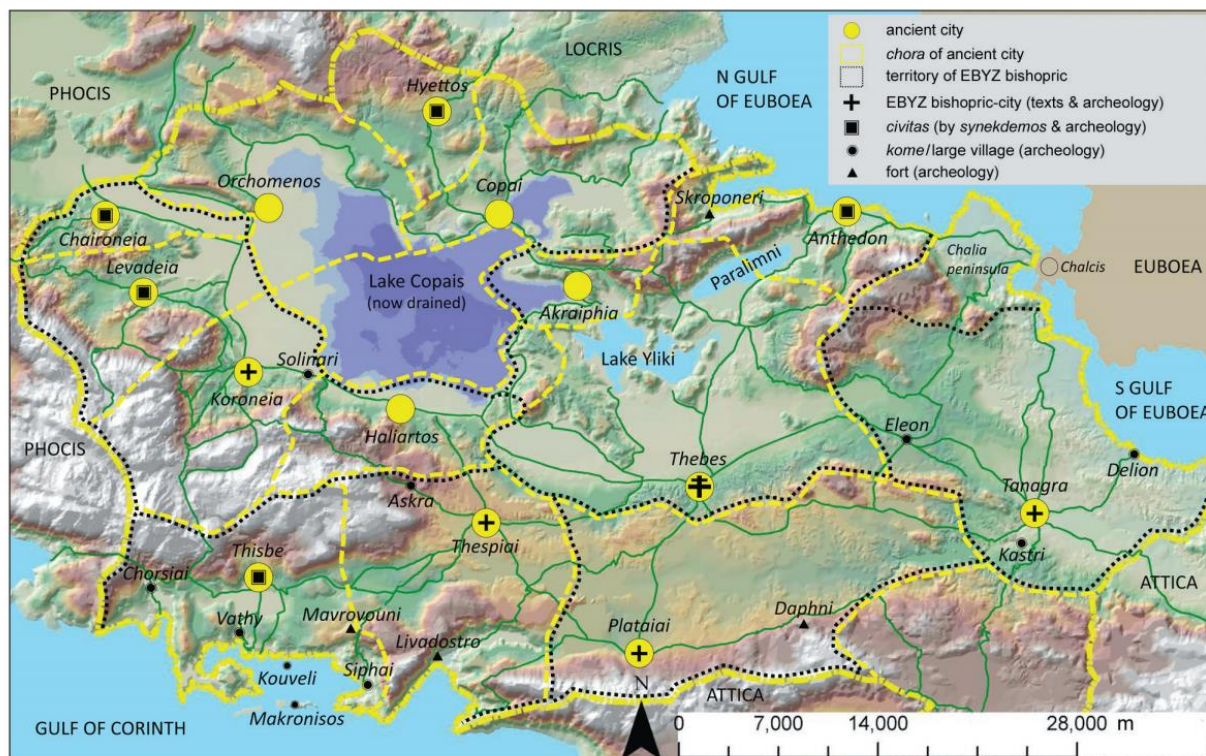 LOCRIS
PHOCIS
N GULF
OF EUBOEA
ancient city
chora of ancient city
territory of EBYZ bishopric
EBYZ bishopric-city (texts & archeology)
civitas (by synekdemos & archeology)
kome/large village (archeology)
fort (archeology)
Hyettos
Orchomenos
Copai
Skroponeri
Chaironeia
Anthedon
Levadeia
Lake Copais
(now drained)
Paralimni
Chalia
peninsula
Chalcis
EUBOEA
Akraiphia
Solinari
Lake Yliki
Koroneia
S GULF
OF EUBOEA
PHOCIS
Haliartos
Eleon
Thebes
Delion
Askra
Tanagra
Thespiai
Kastri
Thisbe
Chorsiai
ATTICA
Vathy
Mavrovouni
Livadostro
Daphni
Plataiai
Kouveli
Siphai
N
ATTICA
Makronisos
GULF OF CORINTH
0 7,000 14,000 28,000 m